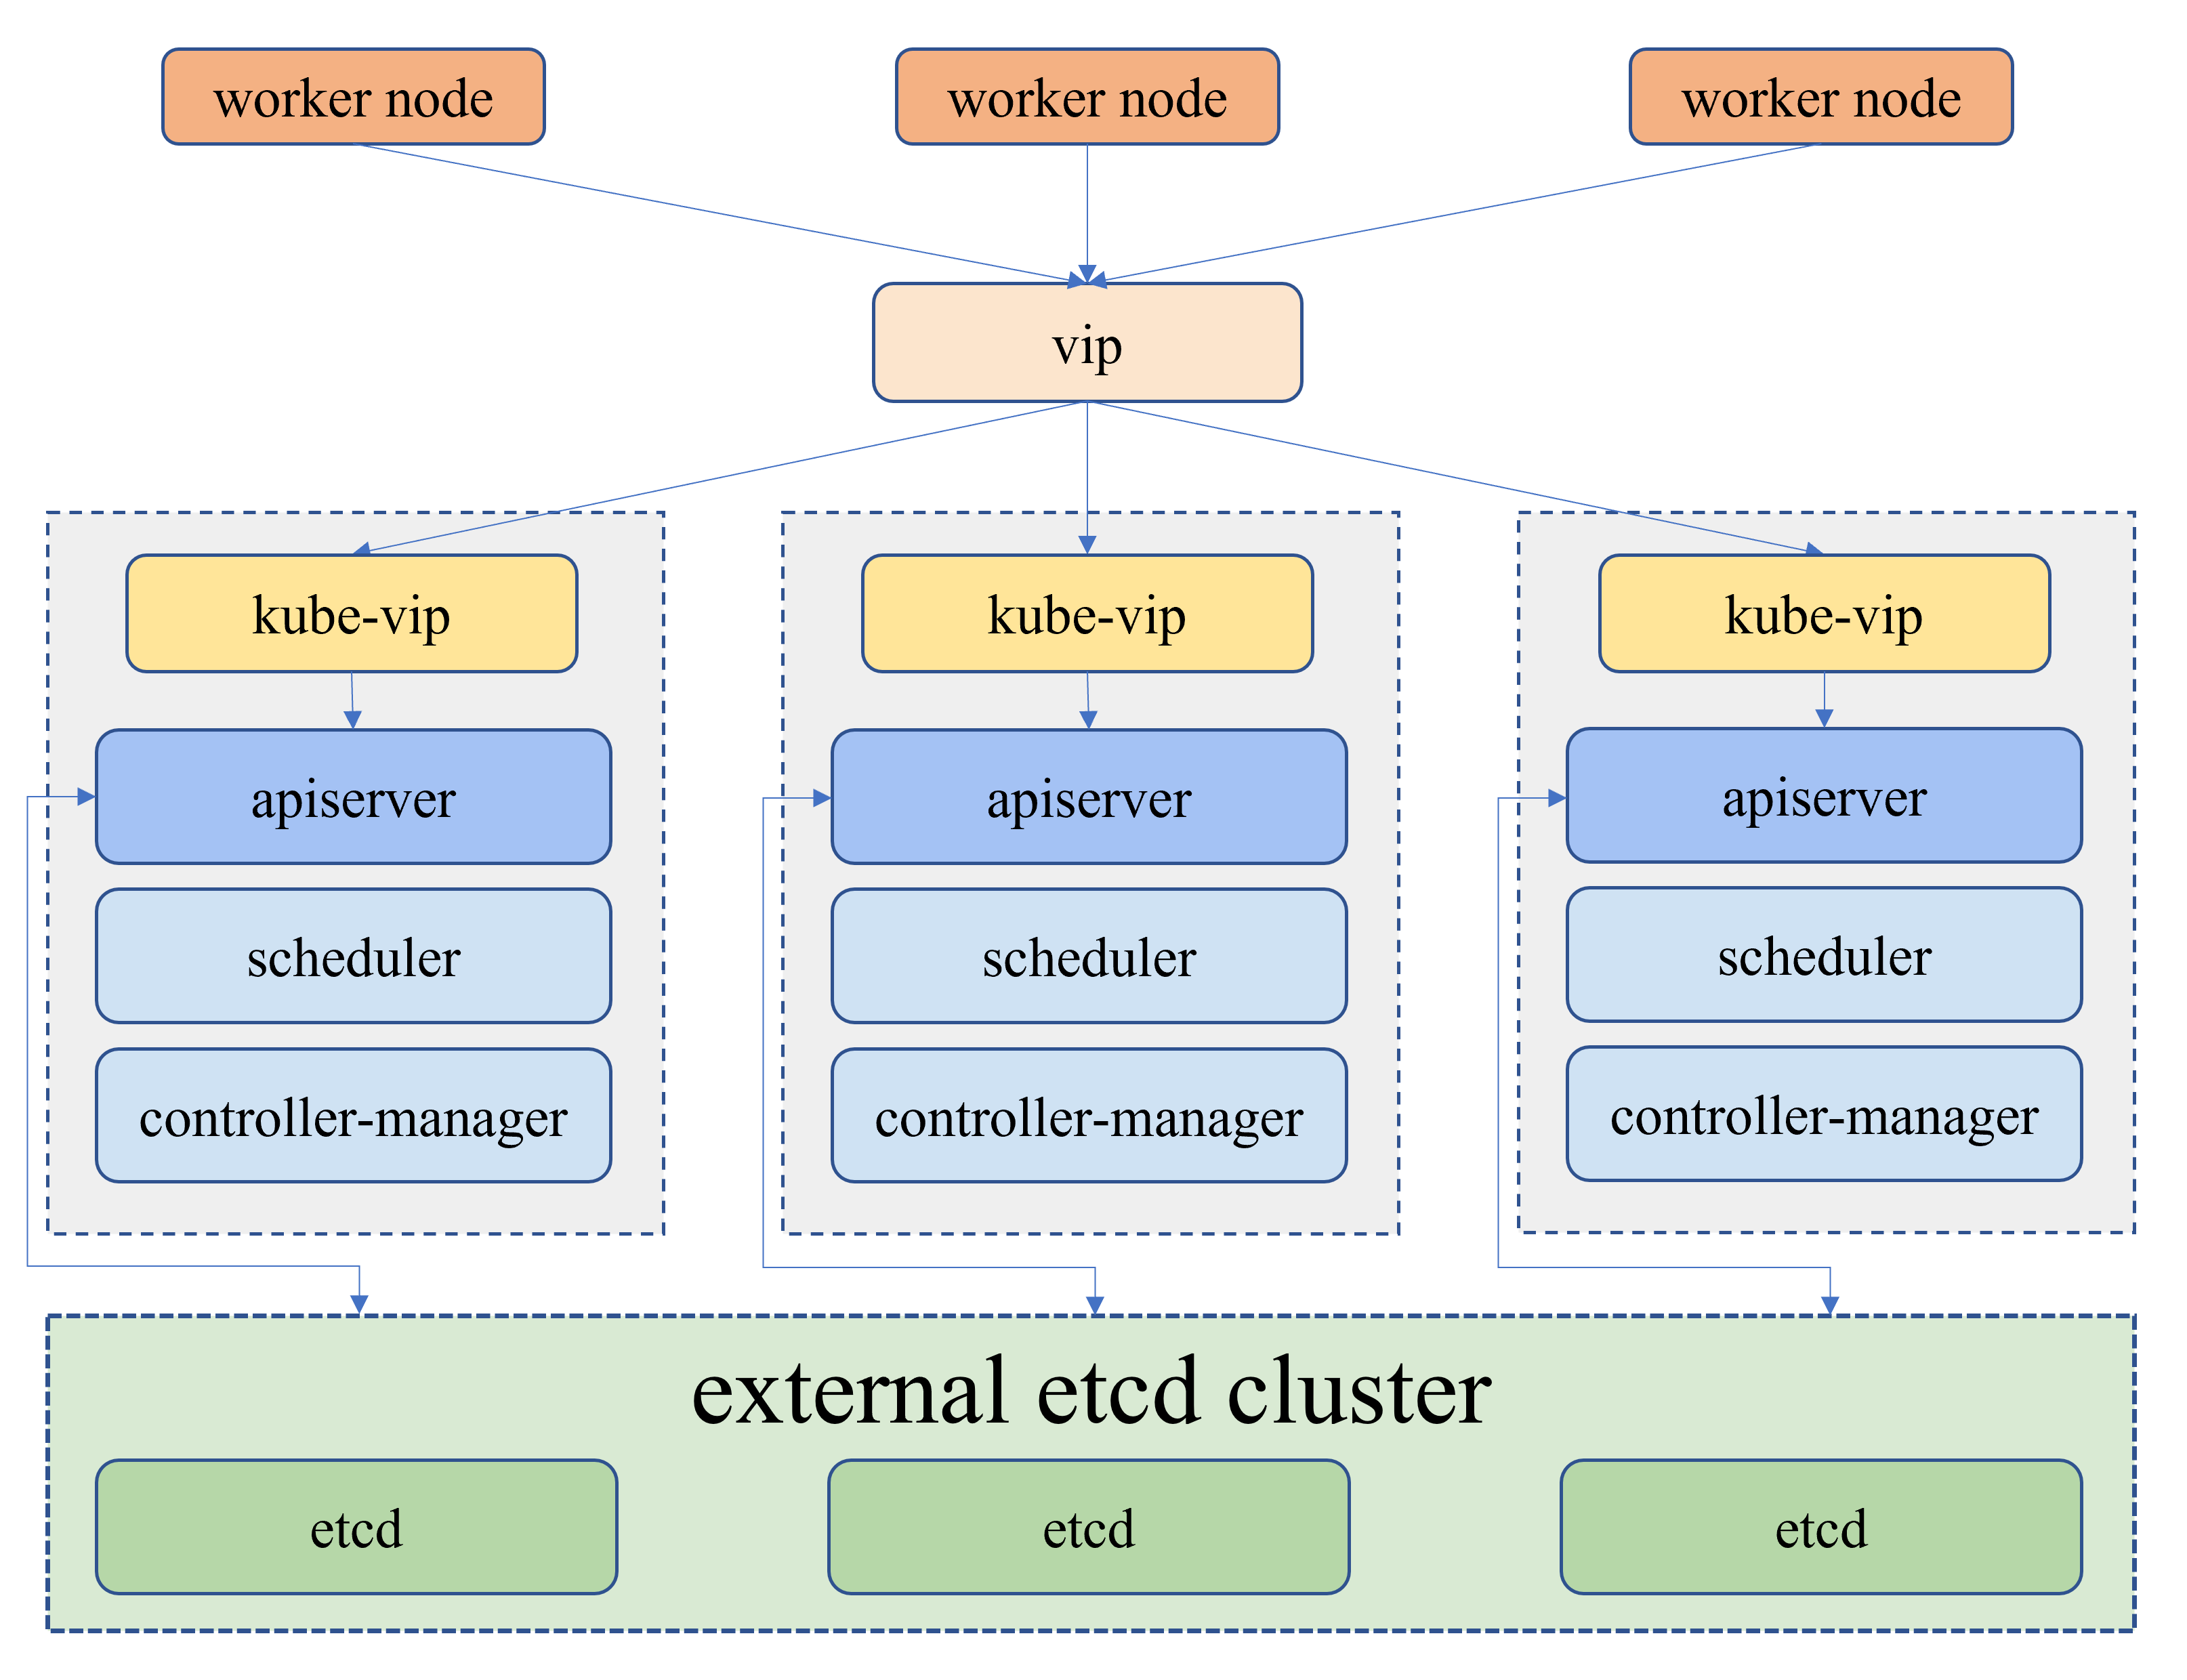 worker node
worker node
worker node
vip
kube-vip
kube-vip
kube-vip
apiserver
apiserver
apiserver
scheduler
scheduler
scheduler
controller-manager
controller-manager
controller-manager
external etcd cluster
etcd
etcd
etcd